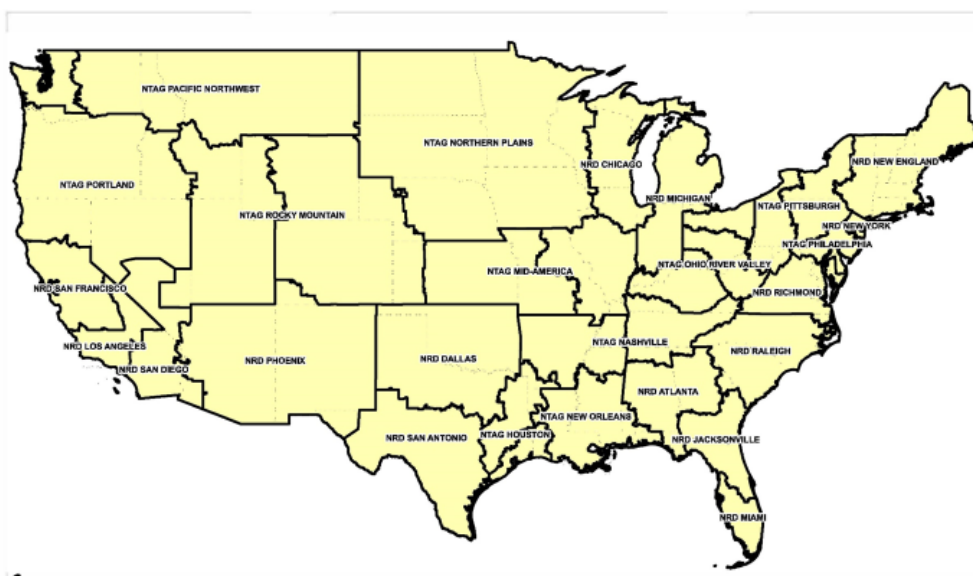 NTAG PACIFIC NORTHWEST
NTAG NORTHERN PLAINS
NRD NEW ENGLAND
NRD CHICAGO
NTAG PORTLAND
NRD MICHIGAN
NTAG PITTSBURGH
NTAG ROCKY MOUNTAIN
NRD NEW YORK
NTAG PHILADELPHIA
NTAG OHIO RIVER VALLEY
NTAG MID-AMERICA
NRD SAN FRANCISCO
NRD RICHMOND
NTAG NASHVILLE
NRD LOS ANGELES
NRD RALEIGH
NRD PHOENIX
NRD DALLAS
NRD SAN DIEGO
NRD ATLANTA
NTAG NEW ORLEANS
NRD SAN ANTONIO
NTAG HOUSTON
NRD JACKSONVILLE
NRD MIAMI